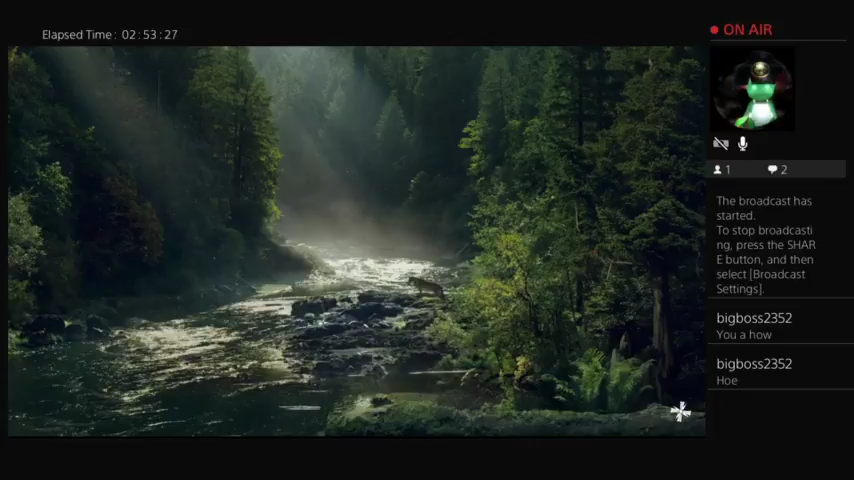 Elapsed Time: 02:53:27
ON AIR
1
2
The broadcast has
started.
To stop broadcasti
ng, press the SHAR
E button, and then
select [Broadcast
Settings].
bigboss2352
You a how
bigboss2352
Hoe